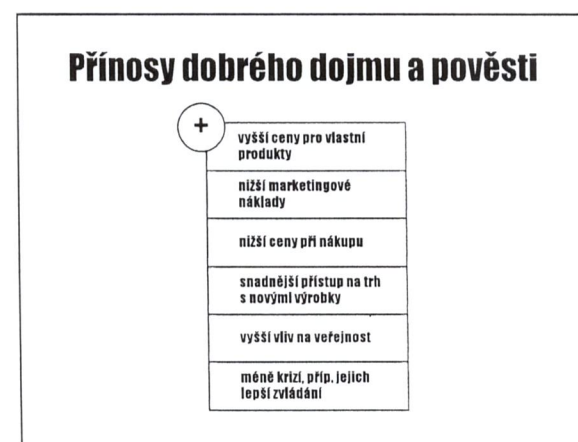 Přínosy dobrého dojmu a pověsti
+
vyšší ceny pro vlastní
produkty
nižší marketingové
náklady
nižší ceny při nákupu
snadnější přístup na trh
s novými výrobky
vyšší vliv na veřejnost
méně krizí, příp. jejich
lepší zvládání